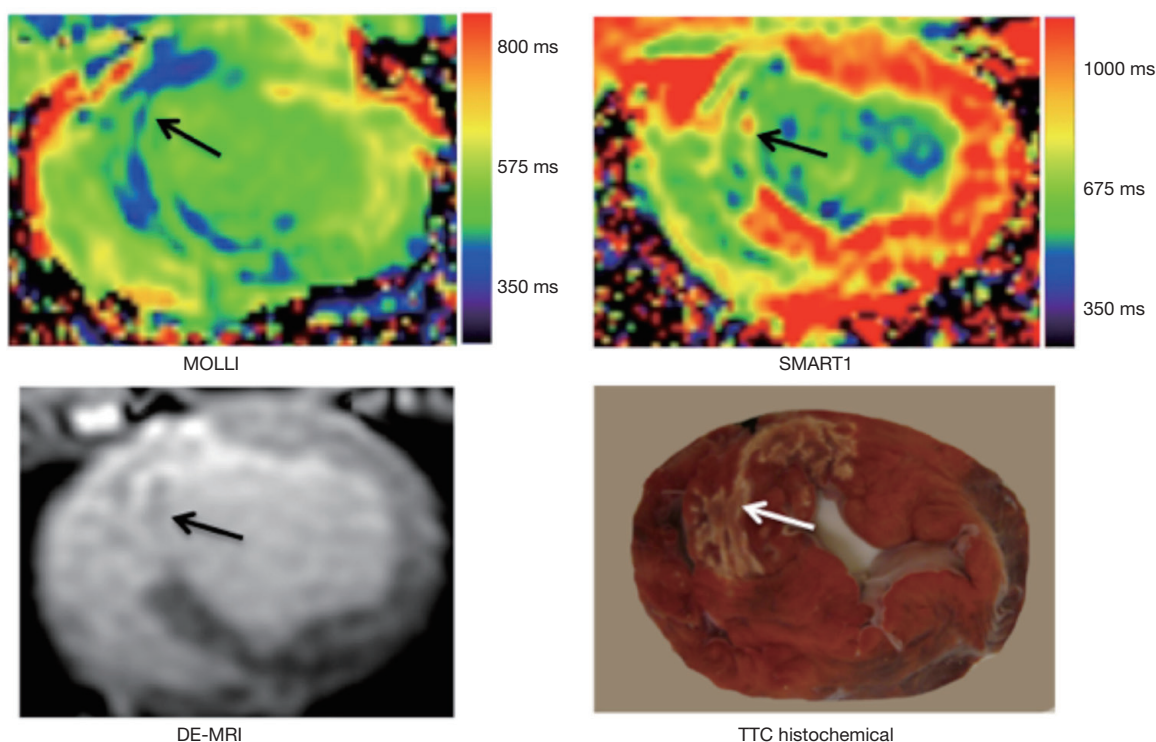 800 ms
575 ms
350 ms
MOLLI
1000 ms
675 ms
350 ms
SMART1
DE-MRI
TTC histochemical